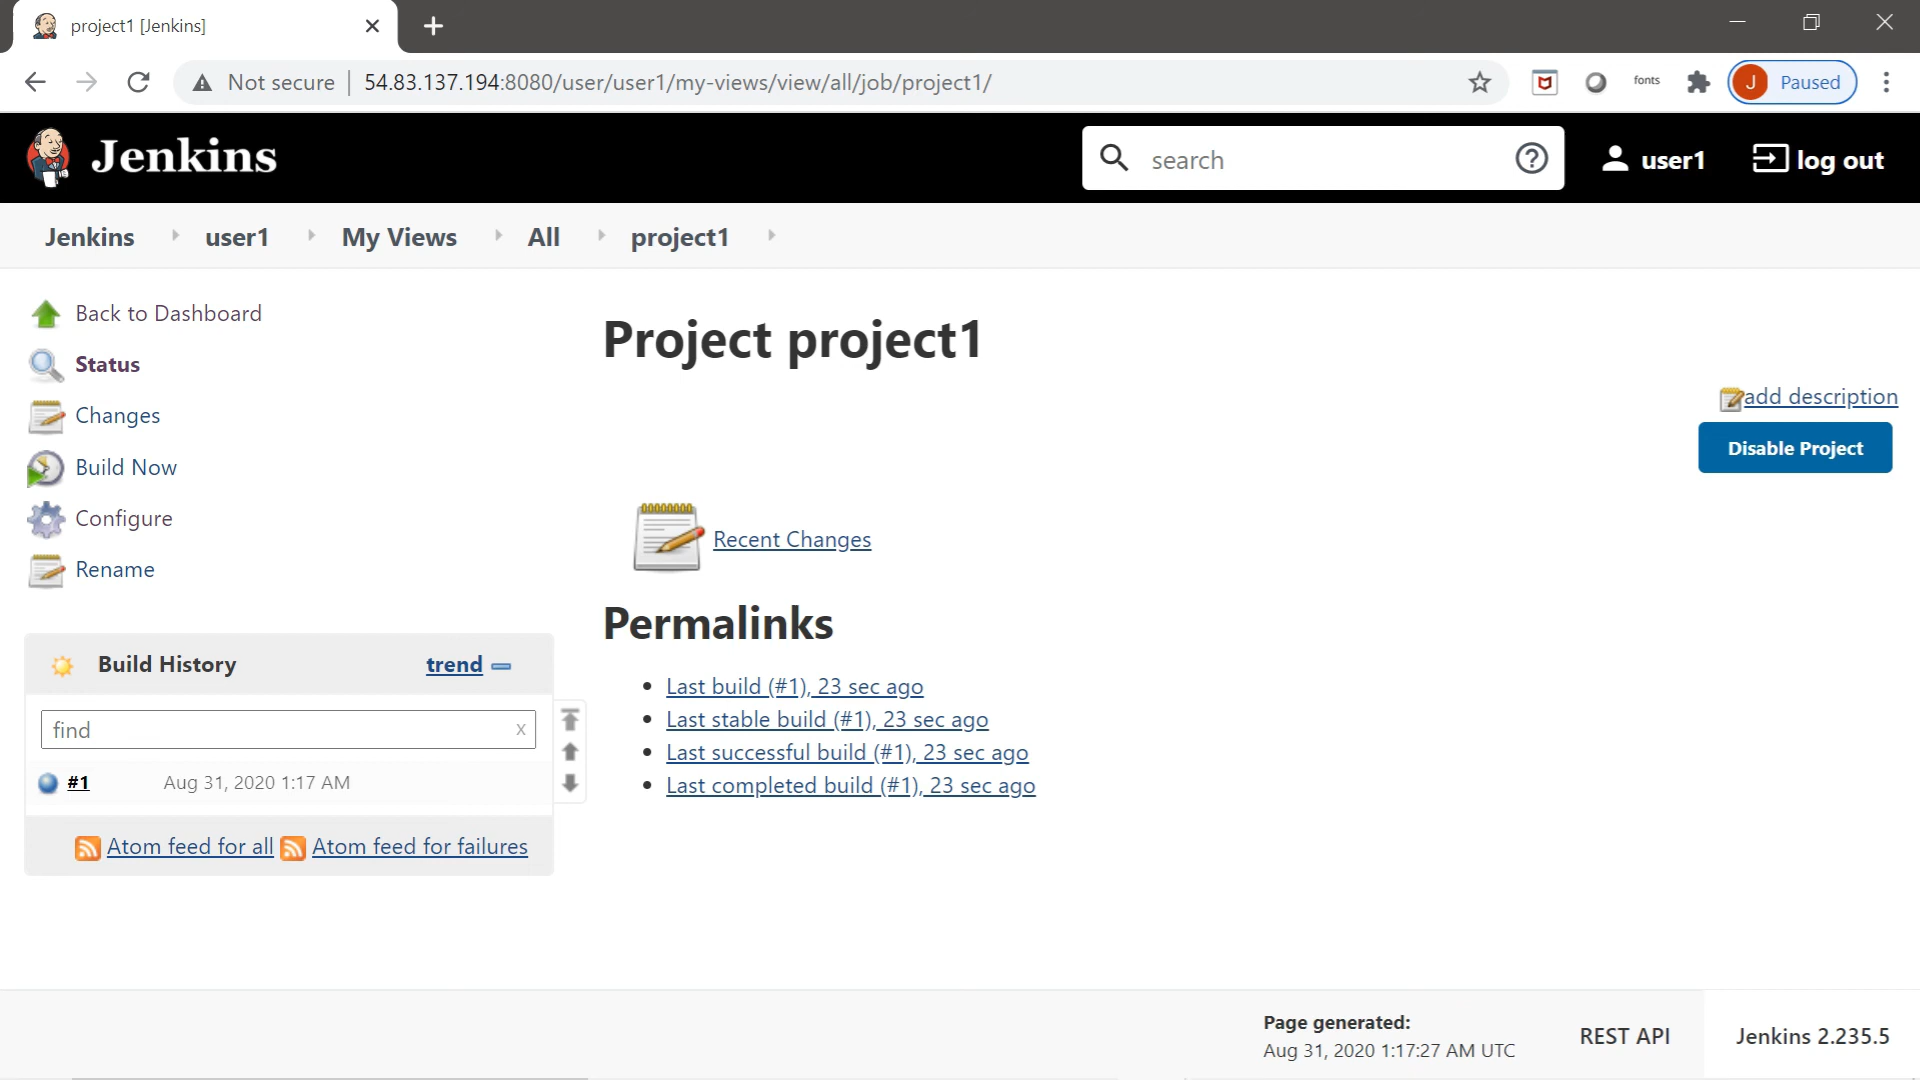 project1 [Jenkins]
Not secure 54.83.137.194:8080/user/user1/my-views/view/all/job/project1/
fonts
J Paused
Jenkins
search
user1
log out
Jenkins
user1
My Views
All
project1
Back to Dashboard
Status
Changes
Build Now
Configure
Rename
Build History
trend
find x
#1 Aug 31, 2020 1:17 AM
Atom feed for all Atom feed for failures
Project project1
add description
Disable Project
Recent Changes
Permalinks
Last build (#1), 23 sec ago
Last stable build (#1), 23 sec ago
Last successful build (#1), 23 sec ago
Last completed build (#1), 23 sec ago
Page generated:
Aug 31, 2020 1:17:27 AM UTC
REST API
Jenkins 2.235.5